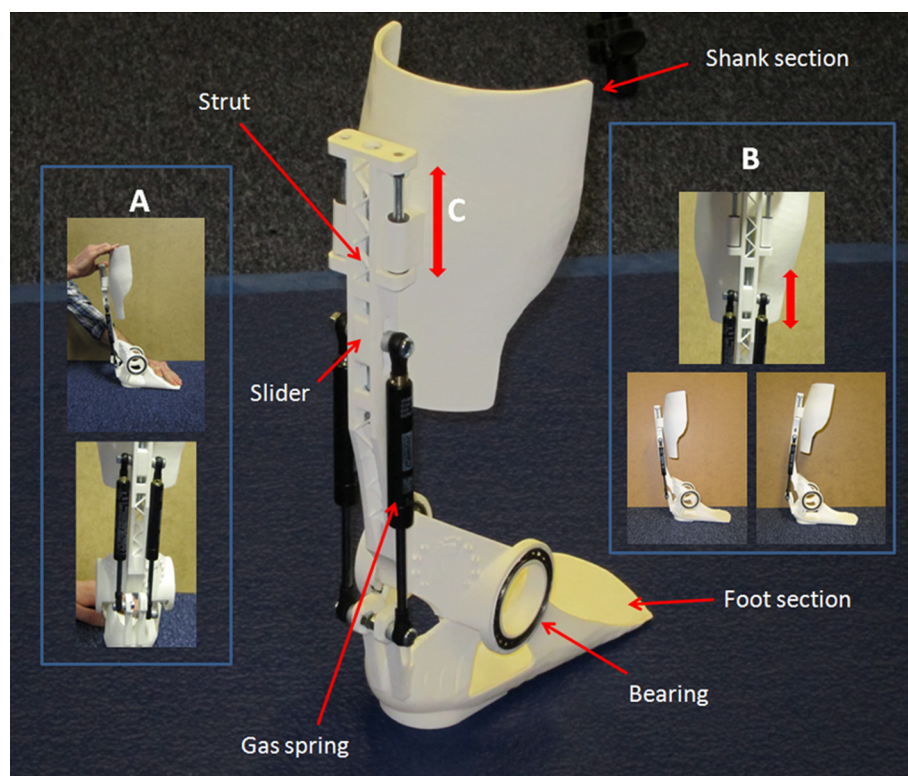 Shank section
Strut
A
B
C
Slider
Foot section
Bearing
Gas spring